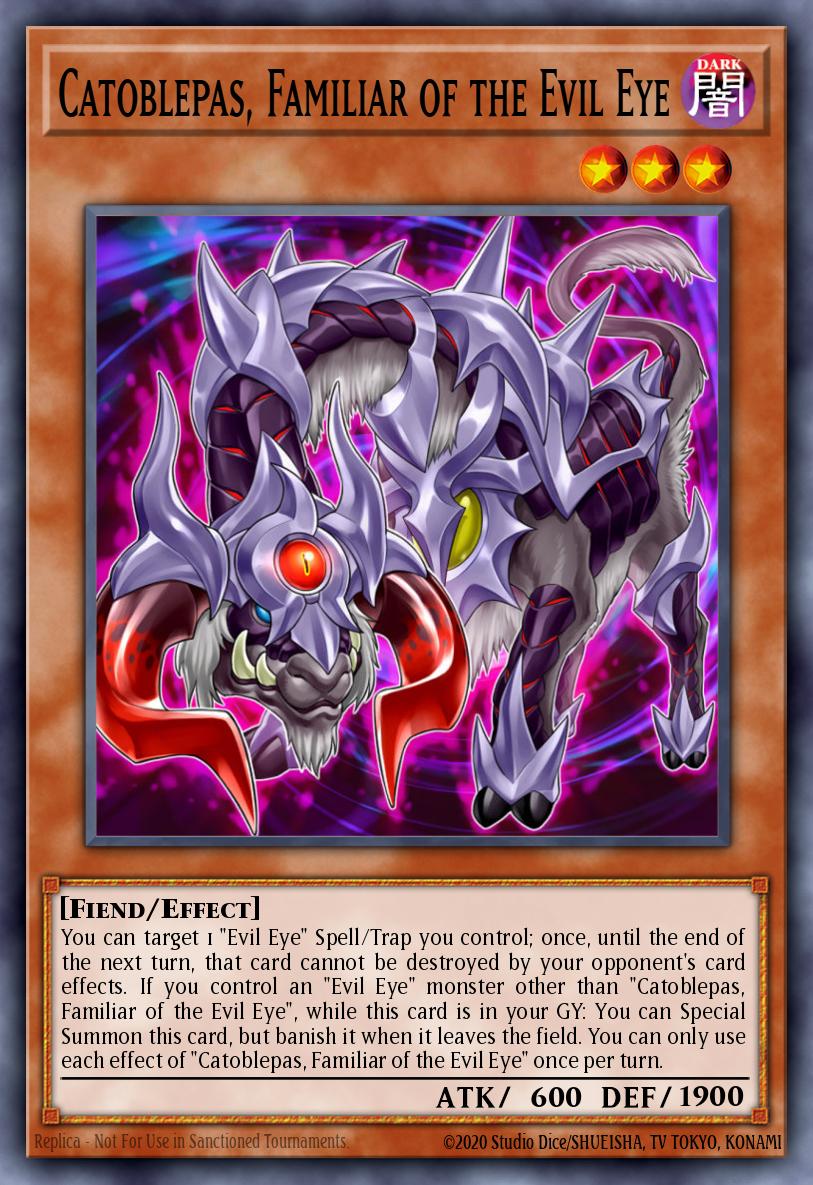 Catoblepas, Familiar of the Evil Eye
DARK
闇
[Fiend/Effect]
You can target 1 "Evil Eye" Spell/Trap you control; once, until the end of
the next turn, that card cannot be destroyed by your opponent's card
effects. If you control an "Evil Eye" monster other than "Catoblepas,
Familiar of the Evil Eye", while this card is in your GY: You can Special
Summon this card, but banish it when it leaves the field. You can only use
each effect of "Catoblepas, Familiar of the Evil Eye" once per turn.
ATK/ 600 DEF/1900
Replica - Not For Use in Sanctioned Tournaments.
©2020 Studio Dice/SHUEISHA, TV TOKYO, KONAMI